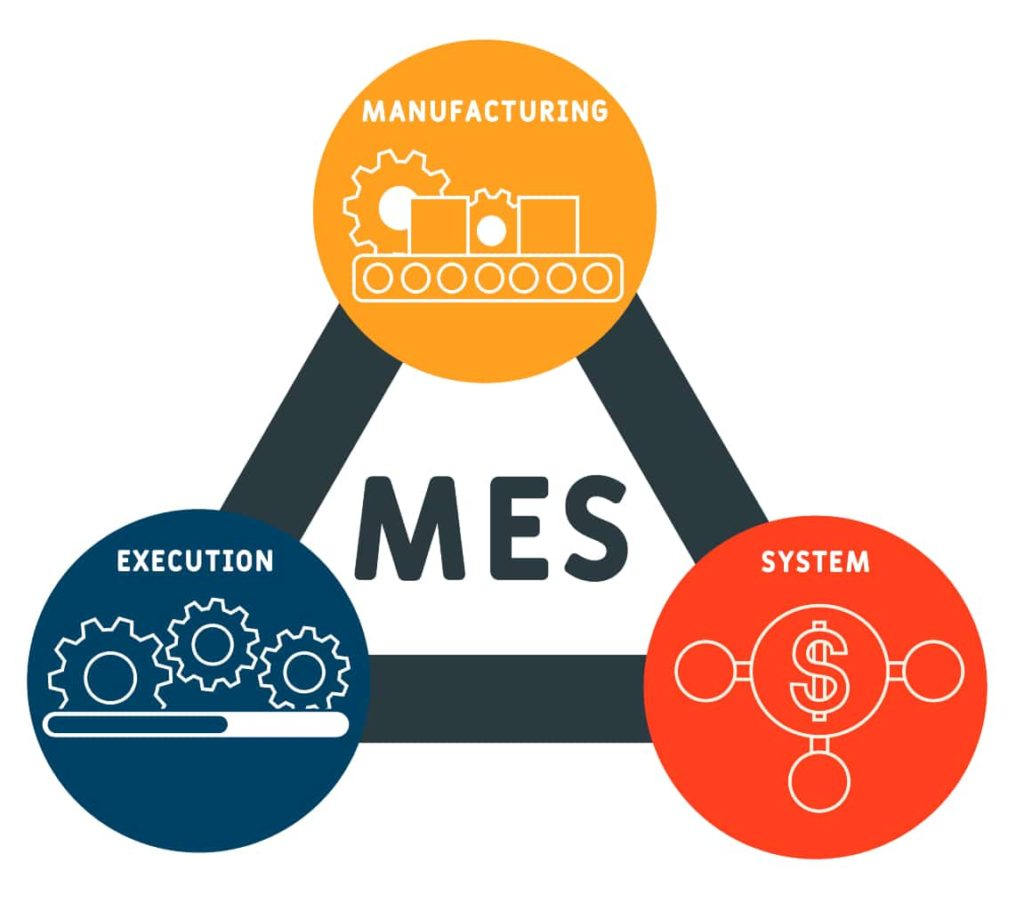 MANUFACTURING
MES
EXECUTION
SYSTEM
$